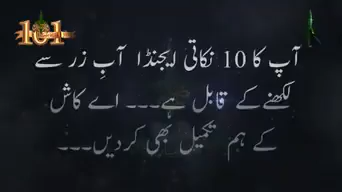 101
آپ کا 10 نکاتی ایجنڈا آبِ زر سے
لکھنے کے قابل ہے۔۔۔ اے کاش
کے ہم تکمیل بھی کردیں۔۔۔